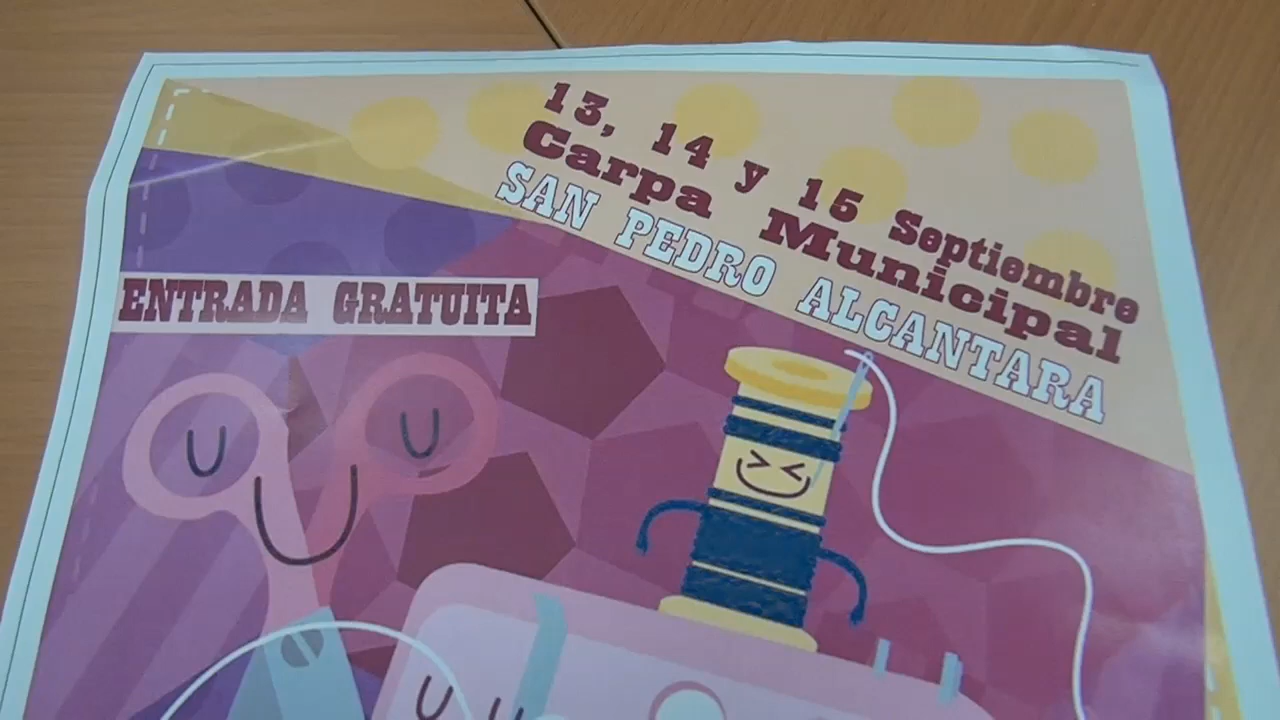 13, 14 y 15 Septiembre
Carpa Municipal
SAN PEDRO ALCANTARA
ENTRADA GRATUITA